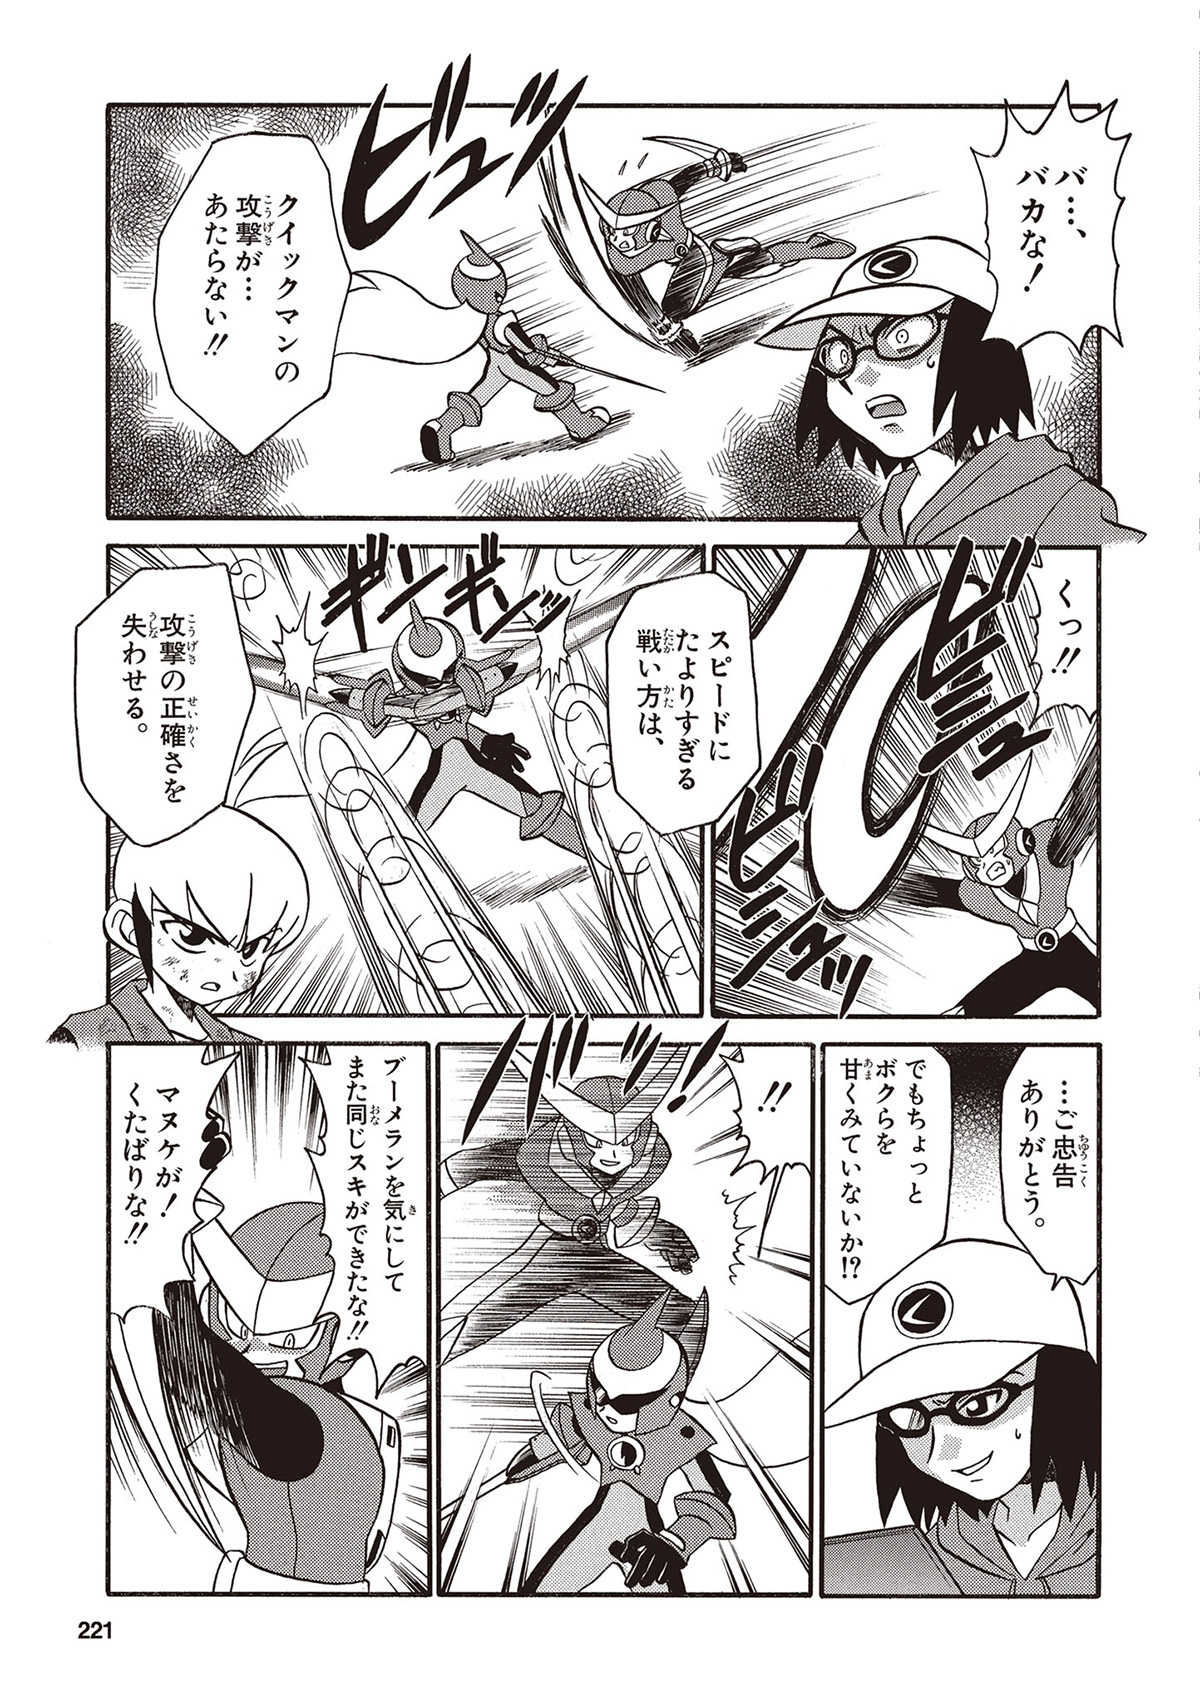 バ…、
バカな！
ビュッ
クイックマンの
攻撃が…
あたらない!!
くっ!!
ビュッ
ビュッ
スピードに
たよりすぎる
戦い方は、
ギンギンッ
攻撃の正確さを
失わせる。
…ご忠告
ありがとう。
でもちょっと
ボクらを
甘くみていないか!?
!!
バッ
ブーメランを気にして
また同じスキができたな!!
マヌケが！
くたばりな!!
221